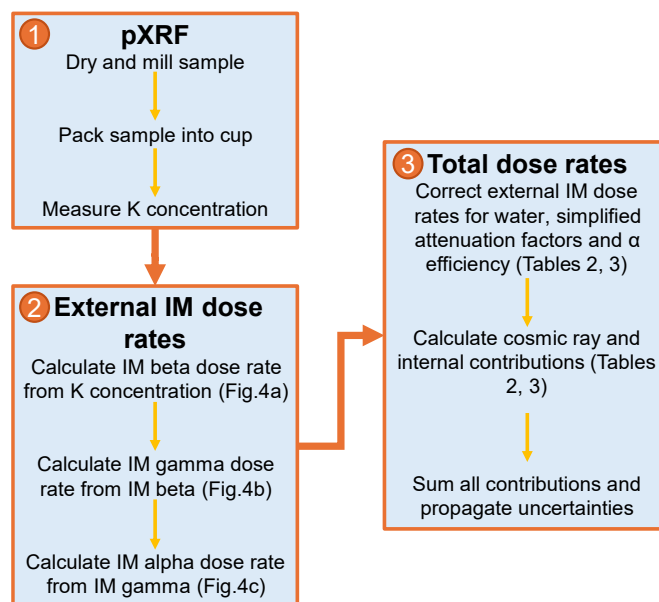 1 pXRF
Dry and mill sample
Pack sample into cup
Measure K concentration
2 External IM dose
rates
Calculate IM beta dose rate
from K concentration (Fig.4a)
Calculate IM gamma dose
rate from IM beta (Fig.4b)
Calculate IM alpha dose rate
from IM gamma (Fig.4c)
3 Total dose rates
Correct external IM dose
rates for water, simplified
attenuation factors and α
efficiency (Tables 2, 3)
Calculate cosmic ray and
internal contributions (Tables
2, 3)
Sum all contributions and
propagate uncertainties